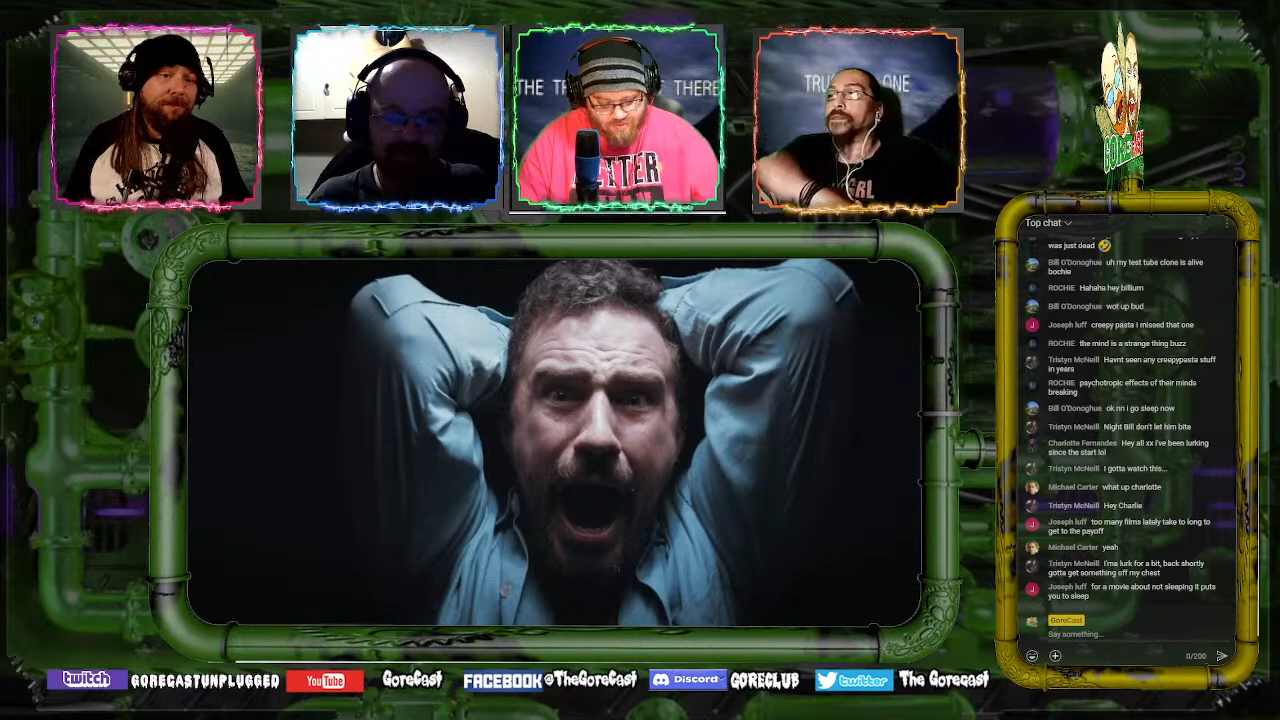 THE TR
THERE
TRU
ONE
ETTER
GORECAST
Top chat
was just dead
Bill O'Donoghue uh my test tube clone is alive
bochie
ROCHIE Hahaha hey billium
Bill O'Donoghue wot up bud
Joseph luff creepy pasta I missed that one
ROCHIE the mind is a strange thing buzz
Tristyn McNeill Havnt seen any creepypasta stuff
in years
ROCHIE psychotropic effects of their minds
breaking
Bill O'Donoghue ok nn i go sleep now
Tristyn McNeill Night Bill don't let him bite
Charlotte Fernandes Hey all xx i've been lurking
since the start lol
Tristyn McNeill I gotta watch this...
Michael Carter what up charlotte
Tristyn McNeill Hey Charlie
Joseph luff too many films lately take to long to
get to the payoff
Michael Carter yeah
Tristyn McNeill I'ma lurk for a bit, back shortly
gotta get something off my chest
Joseph luff for a movie about not sleeping it puts
you to sleep
GoreCast
Say something...
0/200
twitch GORECASTUNPLUGGED YouTube GoreCast FACEBOOK @TheGoreCast Discord GORECLUB twitter The Gorecast